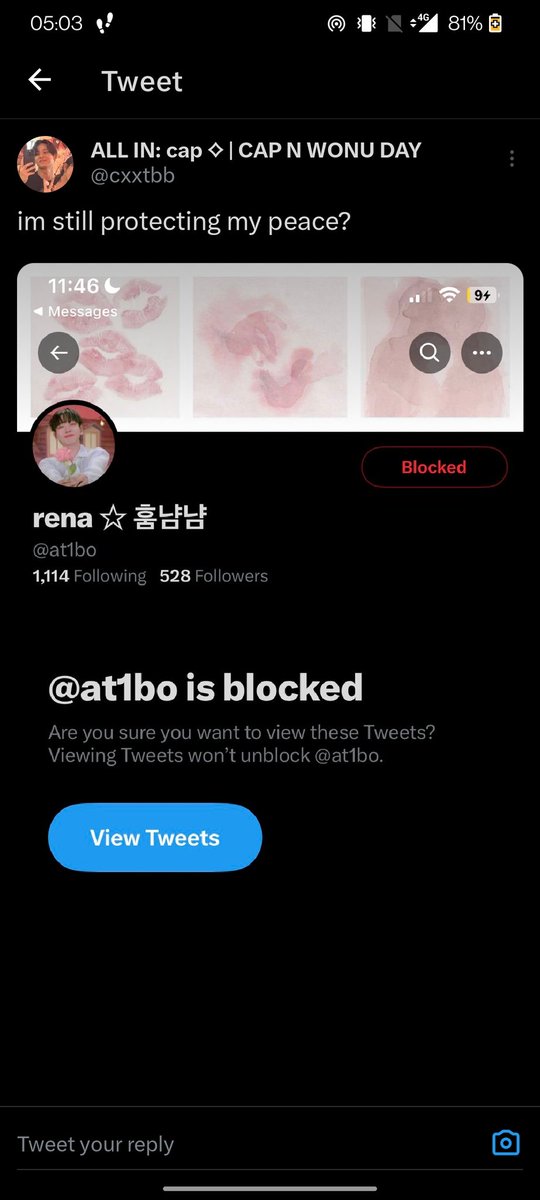 05:03
4G
81%
Tweet
ALL IN: cap ✧ | CAP N WONU DAY
@cxxtbb
im still protecting my peace?
11:46
9
Messages
Blocked
rena ☆ 훔냠냠
@at1bo
1,114 Following 528 Followers
@at1bo is blocked
Are you sure you want to view these Tweets?
Viewing Tweets won't unblock @at1bo.
View Tweets
Tweet your reply